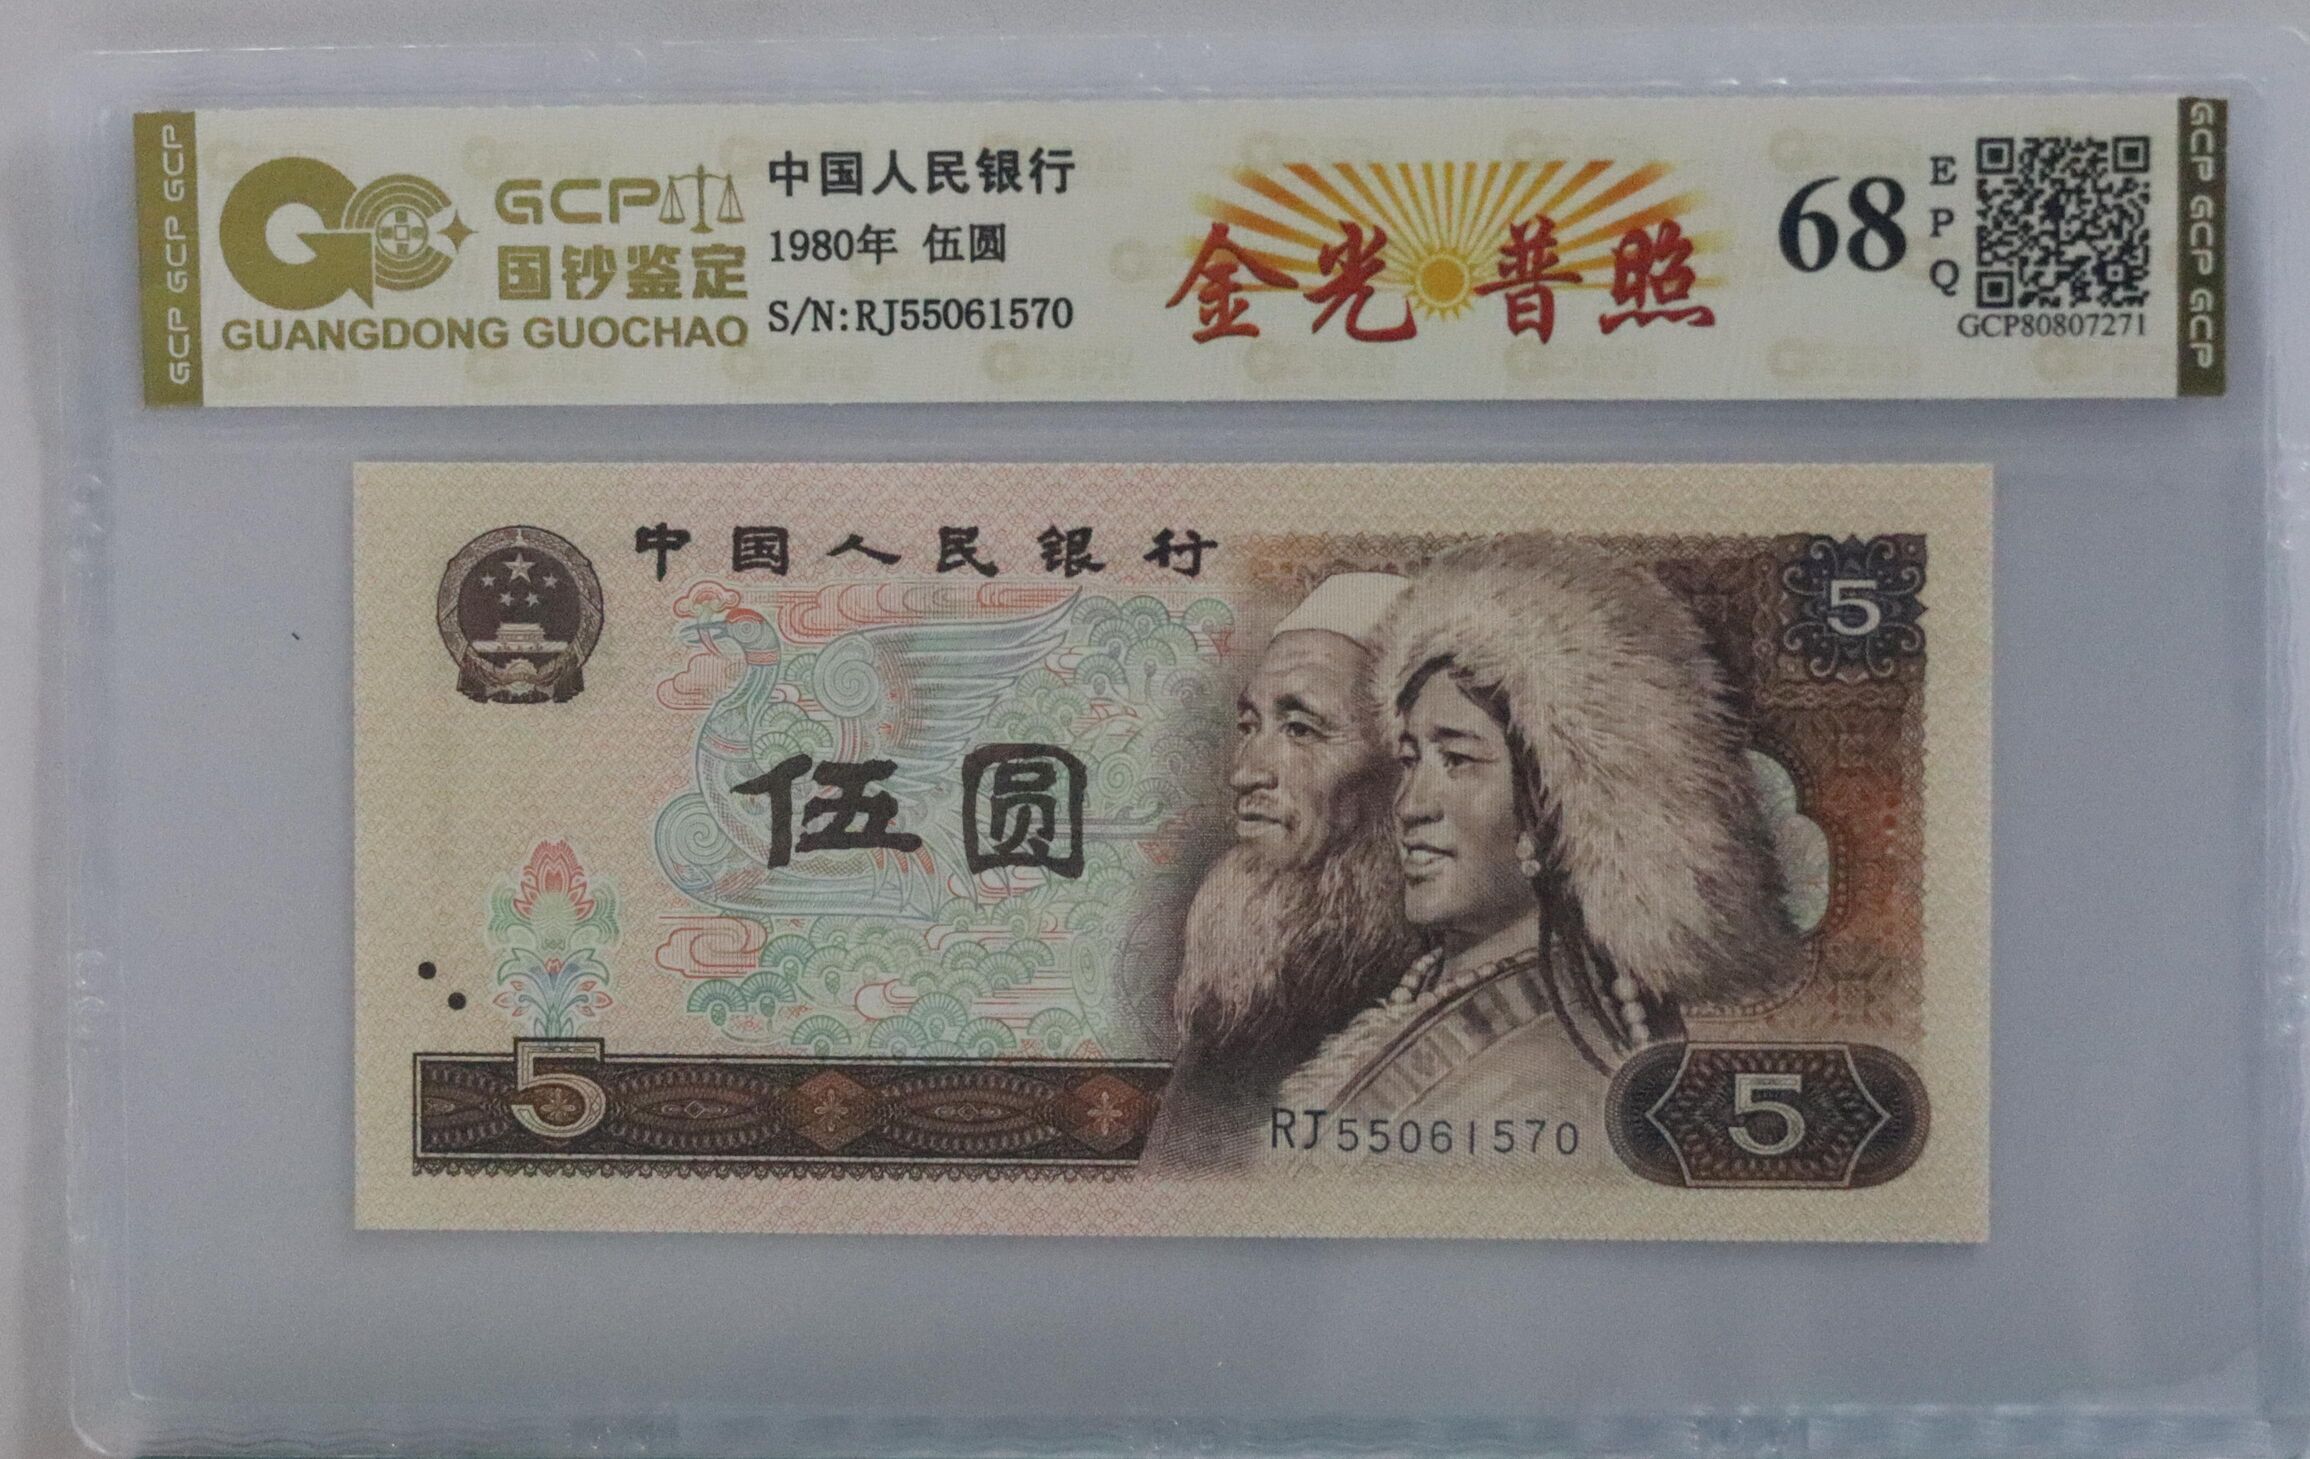 GCP GCP GCP
GCP
国钞鉴定
GUANGDONG GUOCHAO
中国人民银行
1980年 伍圆
S/N:RJ55061570
金光普照
68
EPQ
GCP80807271
GCP GCP GCP
中国人民银行
5
伍圆
5
RJ55061570
5